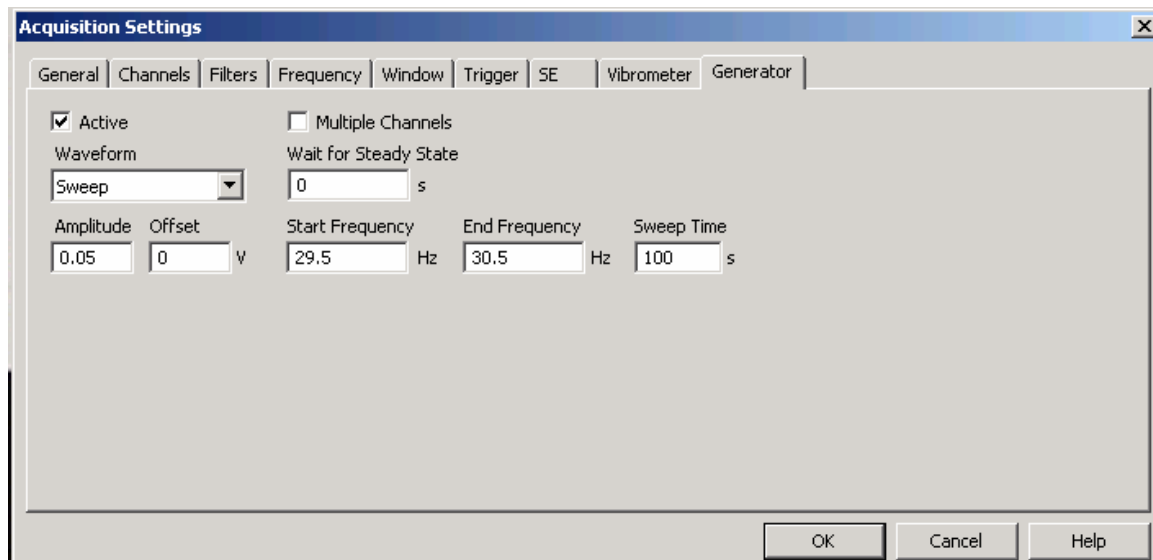 Acquisition Settings
General Channels Filters Frequency Window Trigger SE Vibrometer Generator
Active Multiple Channels
Waveform Wait for Steady State
Sweep 0 s
Amplitude Offset Start Frequency End Frequency Sweep Time
0.05 0 V 29.5 Hz 30.5 Hz 100 s
OK Cancel Help